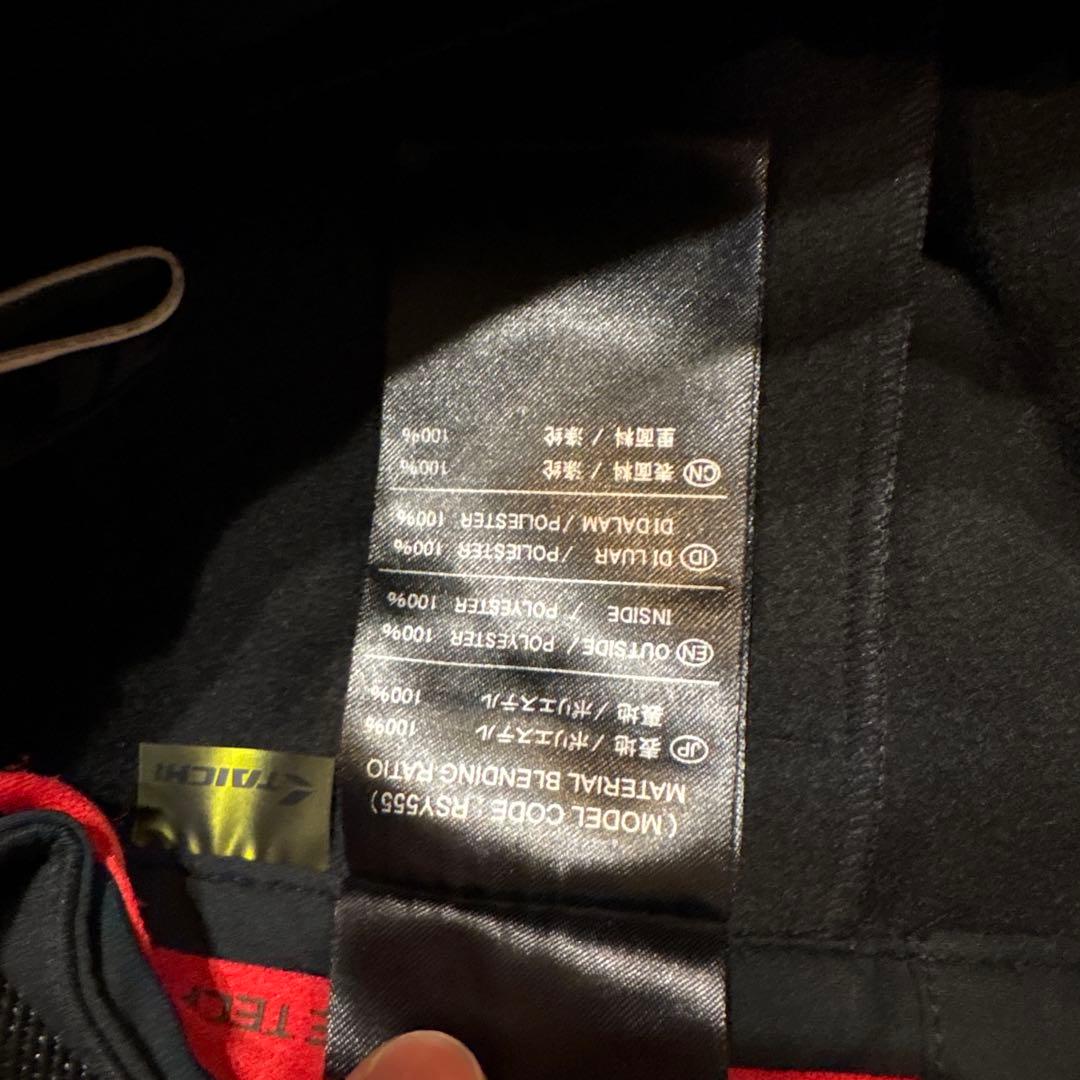 (MODEL CODE : RSY555)
MATERIAL BLENDING RATIO
JP 表地 / ポリエステル 100%
裏地 / ポリエステル 100%
EN OUTSIDE / POLYESTER 100%
INSIDE / POLYESTER 100%
ID DI LUAR / POLIESTER 100%
DI DALAM / POLIESTER 100%
CN 表面料 / 涤纶 100%
里面料 / 涤纶 100%
TAICHI